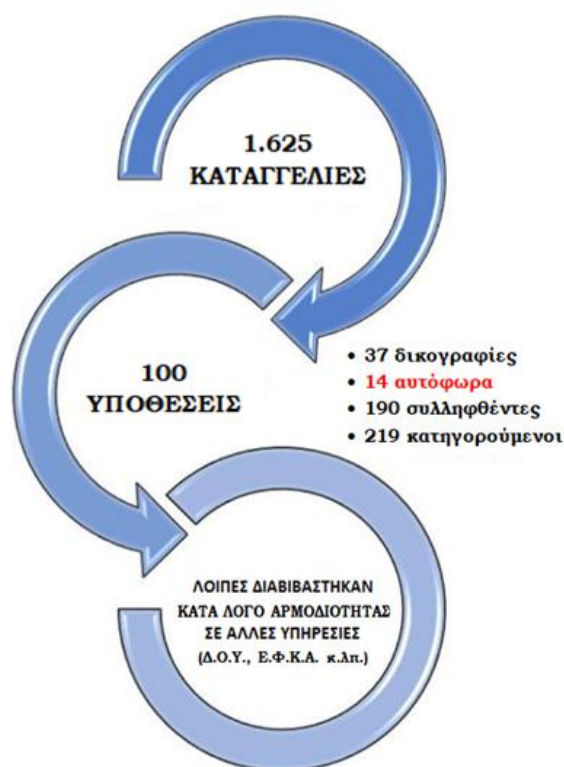 1.625
ΚΑΤΑΓΓΕΛΙΕΣ
100
ΥΠΟΘΕΣΕΙΣ
• 37 δικογραφίες
• 14 αυτόφωρα
• 190 συλληφθέντες
• 219 κατηγορούμενοι
ΛΟΙΠΕΣ ΔΙΑΒΙΒΑΣΤΗΚΑΝ
ΚΑΤΑ ΛΟΓΟ ΑΡΜΟΔΙΟΤΗΤΑΣ
ΣΕ ΑΛΛΕΣ ΥΠΗΡΕΣΙΕΣ
(Δ.Ο.Υ., Ε.Φ.Κ.Α. κ.λπ.)